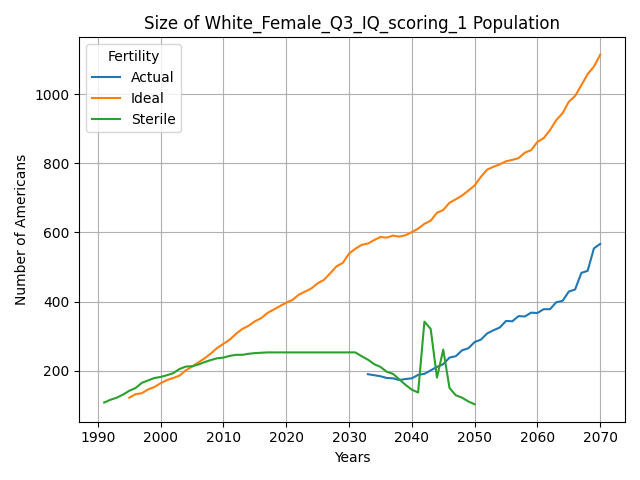 Size of White_Female_Q3_IQ_scoring_1 Population
Fertility
Actual
Ideal
Sterile
Number of Americans
1000
800
600
400
200
1990 2000 2010 2020 2030 2040 2050 2060 2070
Years